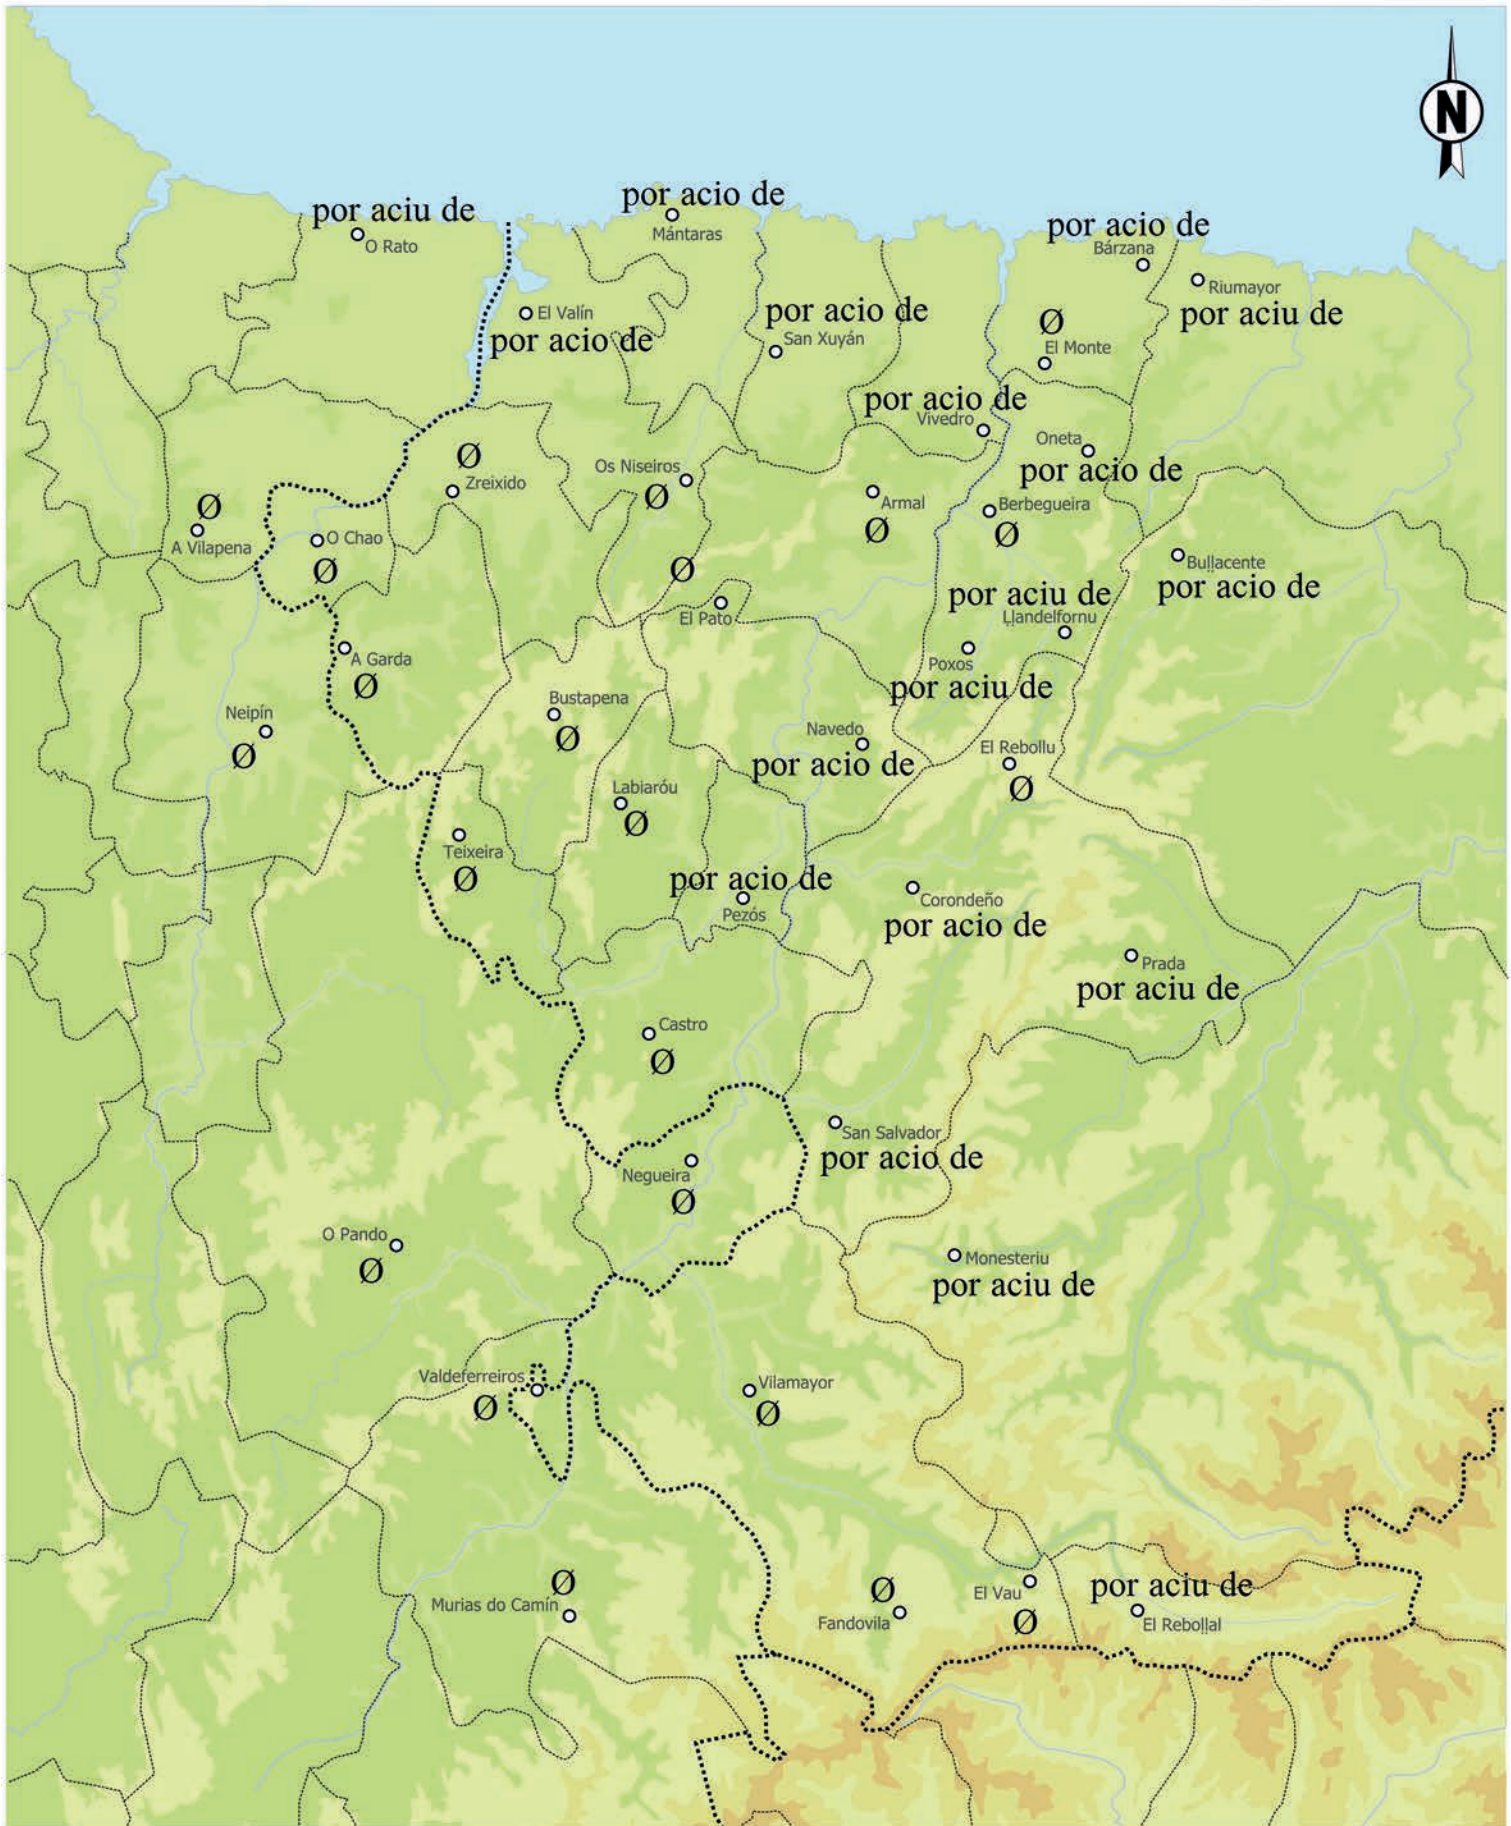 N
por aciu de
O Rato
por acio de
Mántaras
por acio de
Bárzana
Riumayor
por aciu de
El Valín
por acio de
por acio de
San Xuyán
Ø
El Monte
por acio de
Vivedro
Oneta
por acio de
Ø
Zreixido
Os Niseiros
Ø
Armal
Ø
Berbegueira
Ø
Ø
A Vilapena
O Chao
Ø
Ø
El Pato
Buḷḷacente
por acio de
por aciu de
Ḷḷandelfornu
Poxos
por aciu de
A Garda
Ø
Neipín
Ø
Bustapena
Ø
Navedo
por acio de
El Rebollu
Ø
Labiaróu
Ø
Teixeira
Ø
por acio de
Pezós
Corondeño
por acio de
Prada
por aciu de
Castro
Ø
San Salvador
por acio de
Negueira
Ø
O Pando
Ø
Monesteriu
por aciu de
Valdeferreiros
Ø
Vilamayor
Ø
Ø
Murias do Camín
Ø
Fandovila
El Vau
Ø
por aciu de
El Reboḷḷal